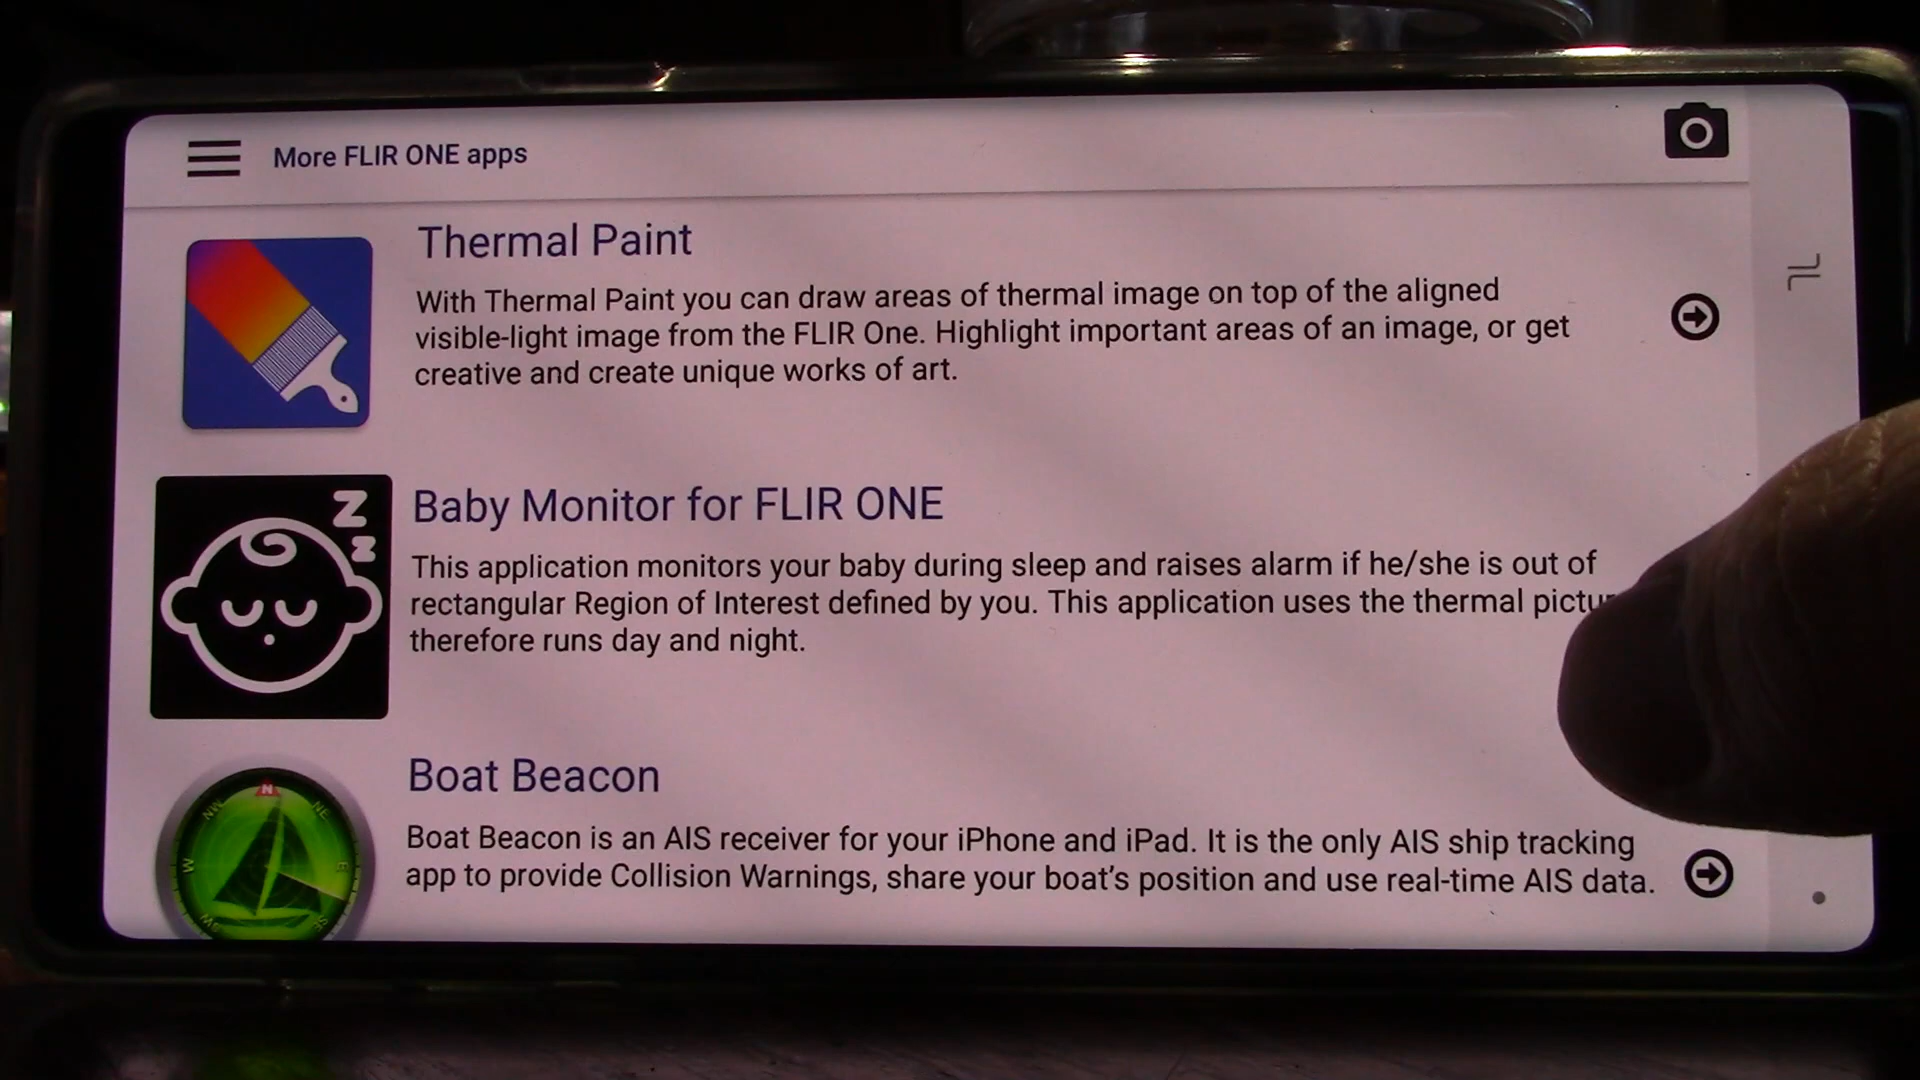 More FLIR ONE apps
Thermal Paint
With Thermal Paint you can draw areas of thermal image on top of the aligned
visible-light image from the FLIR One. Highlight important areas of an image, or get
creative and create unique works of art.
Z
z
Baby Monitor for FLIR ONE
This application monitors your baby during sleep and raises alarm if he/she is out of
rectangular Region of Interest defined by you. This application uses the thermal
therefore runs day and night.
Boat Beacon
N
NW
NE
W
E
SW
SE
Boat Beacon is an AIS receiver for your iPhone and iPad. It is the only AIS ship tracking
app to provide Collision Warnings, share your boat's position and use real-time AIS data.